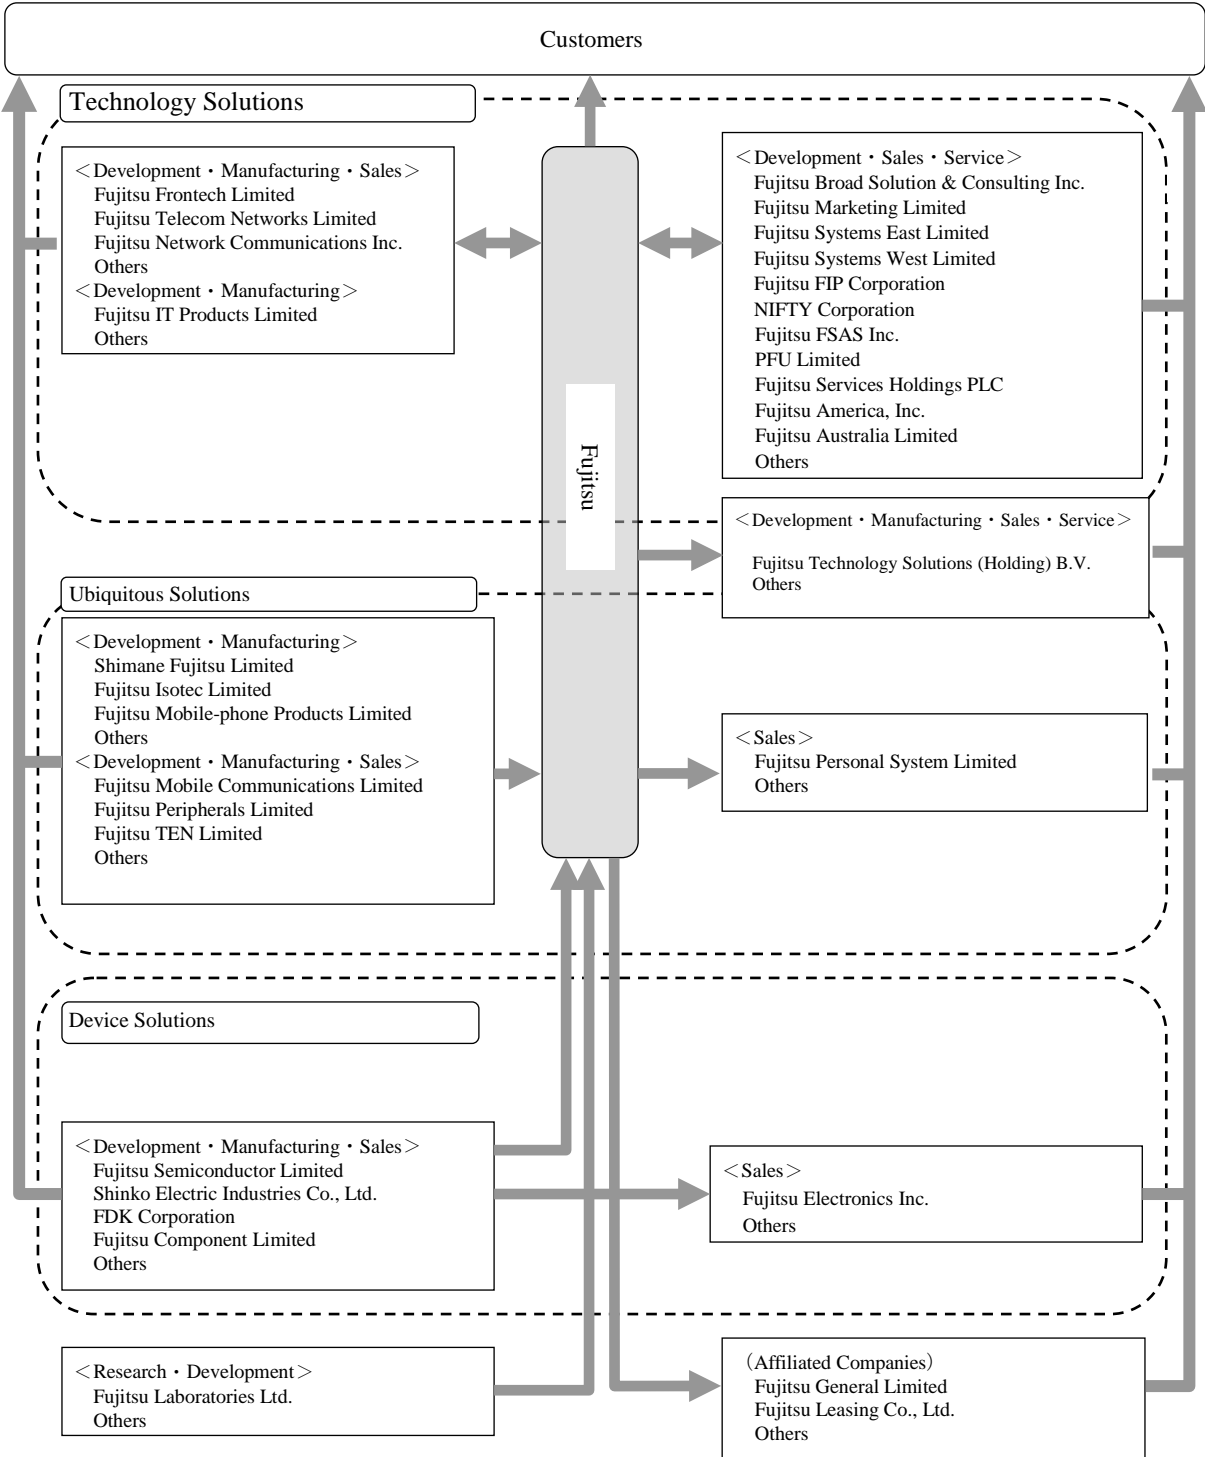 Customers
Technology Solutions
＜Development・Manufacturing・Sales＞
Fujitsu Frontech Limited
Fujitsu Telecom Networks Limited
Fujitsu Network Communications Inc.
Others
＜Development・Manufacturing＞
Fujitsu IT Products Limited
Others
＜Development・Sales・Service＞
Fujitsu Broad Solution & Consulting Inc.
Fujitsu Marketing Limited
Fujitsu Systems East Limited
Fujitsu Systems West Limited
Fujitsu FIP Corporation
NIFTY Corporation
Fujitsu FSAS Inc.
PFU Limited
Fujitsu Services Holdings PLC
Fujitsu America, Inc.
Fujitsu Australia Limited
Others
Fujitsu
＜Development・Manufacturing・Sales・Service＞
Fujitsu Technology Solutions (Holding) B.V.
Others
Ubiquitous Solutions
＜Development・Manufacturing＞
Shimane Fujitsu Limited
Fujitsu Isotec Limited
Fujitsu Mobile-phone Products Limited
Others
＜Development・Manufacturing・Sales＞
Fujitsu Mobile Communications Limited
Fujitsu Peripherals Limited
Fujitsu TEN Limited
Others
＜Sales＞
Fujitsu Personal System Limited
Others
Device Solutions
＜Development・Manufacturing・Sales＞
Fujitsu Semiconductor Limited
Shinko Electric Industries Co., Ltd.
FDK Corporation
Fujitsu Component Limited
Others
＜Sales＞
Fujitsu Electronics Inc.
Others
＜Research・Development＞
Fujitsu Laboratories Ltd.
Others
（Affiliated Companies）
Fujitsu General Limited
Fujitsu Leasing Co., Ltd.
Others